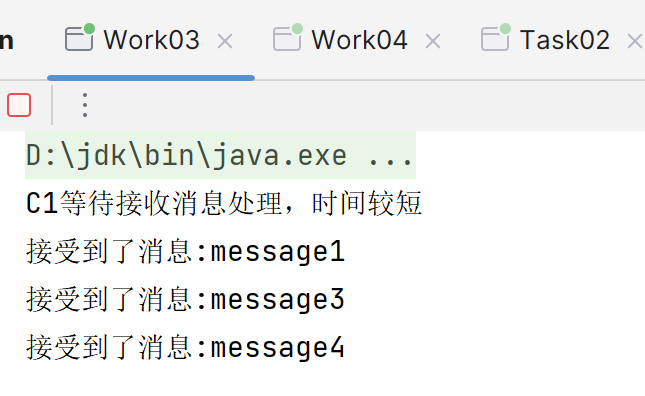 n Work03 Work04 Task02
D:\jdk\bin\java.exe ...
C1等待接收消息处理，时间较短
接受到了消息:message1
接受到了消息:message3
接受到了消息:message4